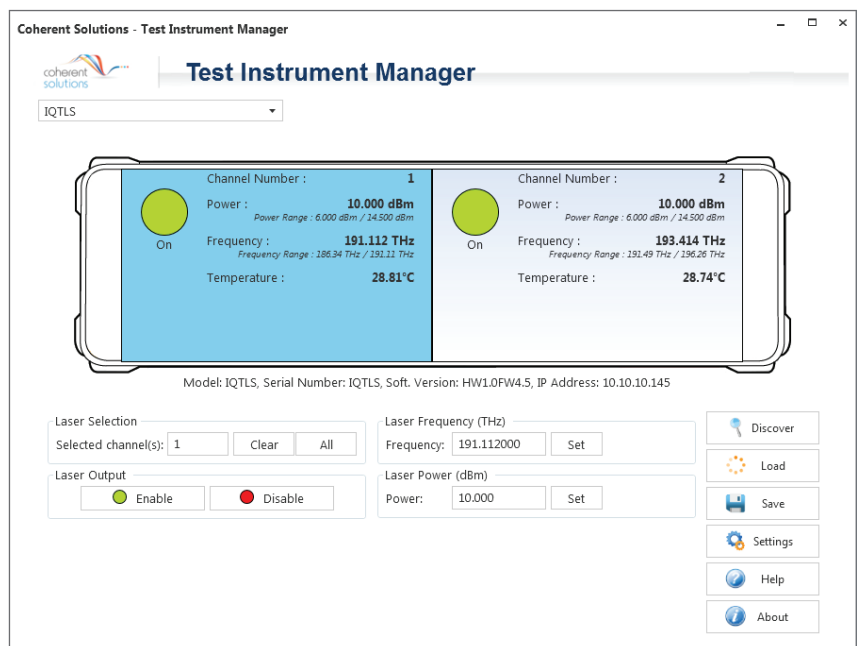 Coherent Solutions - Test Instrument Manager
coherent
solutions
Test Instrument Manager
IQTLS
Channel Number : 1
Power : 10.000 dBm
Power Range : 6.000 dBm / 14.500 dBm
On
Frequency : 191.112 THz
Frequency Range : 186.34 THz / 191.11 THz
Temperature : 28.81°C
Channel Number : 2
Power : 10.000 dBm
Power Range : 6.000 dBm / 14.500 dBm
On
Frequency : 193.414 THz
Frequency Range : 191.49 THz / 196.26 THz
Temperature : 28.74°C
Model: IQTLS, Serial Number: IQTLS, Soft. Version: HW1.0FW4.5, IP Address: 10.10.10.145
Laser Selection
Selected channel(s): 1 Clear All
Laser Output
Enable Disable
Laser Frequency (THz)
Frequency: 191.112000 Set
Laser Power (dBm)
Power: 10.000 Set
Discover
Load
Save
Settings
Help
About